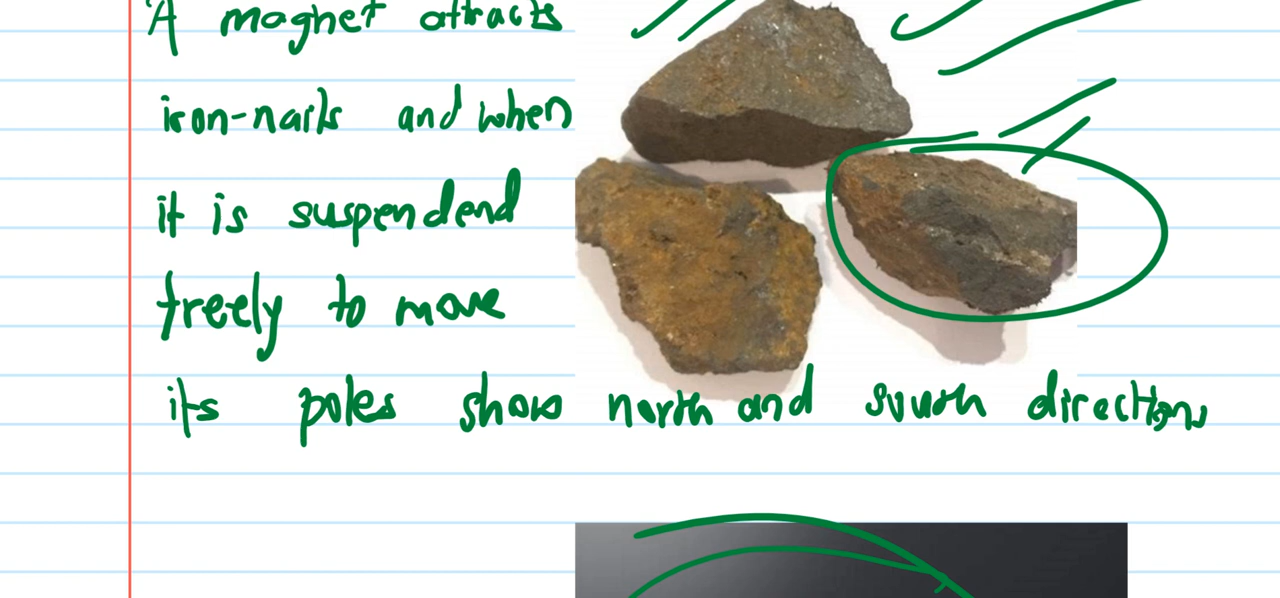 A magnet attracts
iron-nails and when
it is suspendend
freely to move
its poles show north and south directions